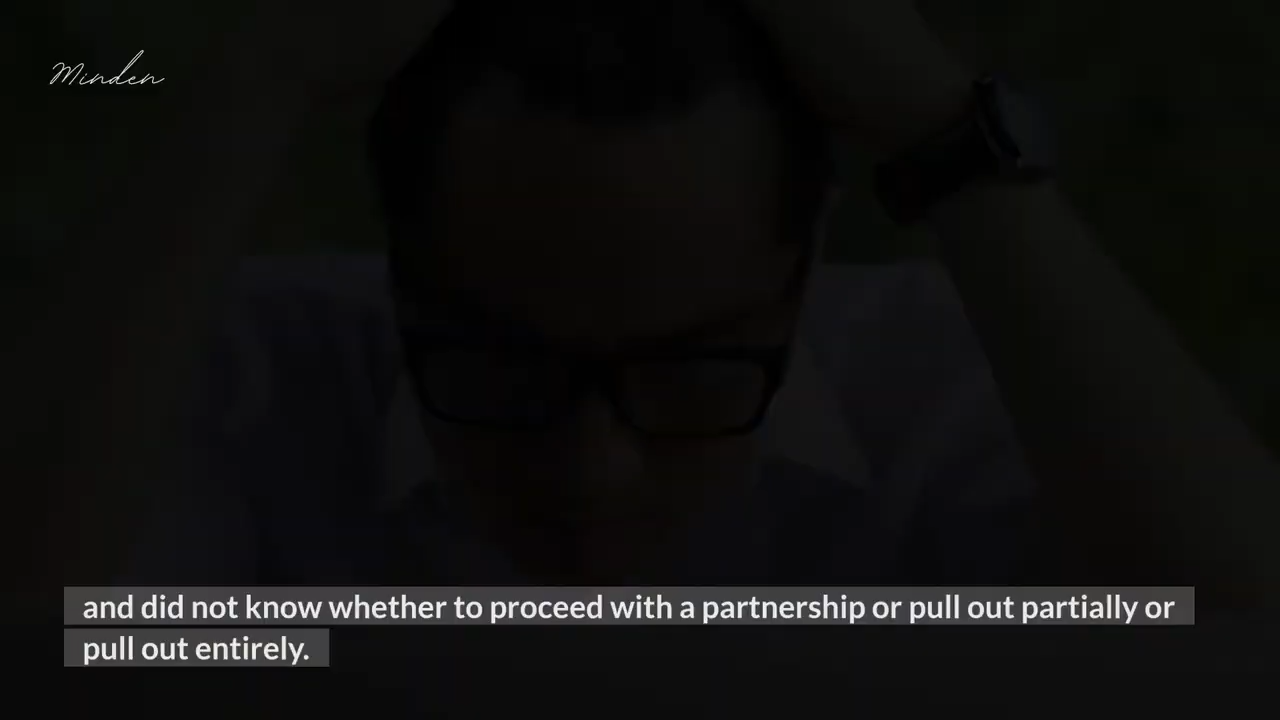 Minden
and did not know whether to proceed with a partnership or pull out partially or
pull out entirely.